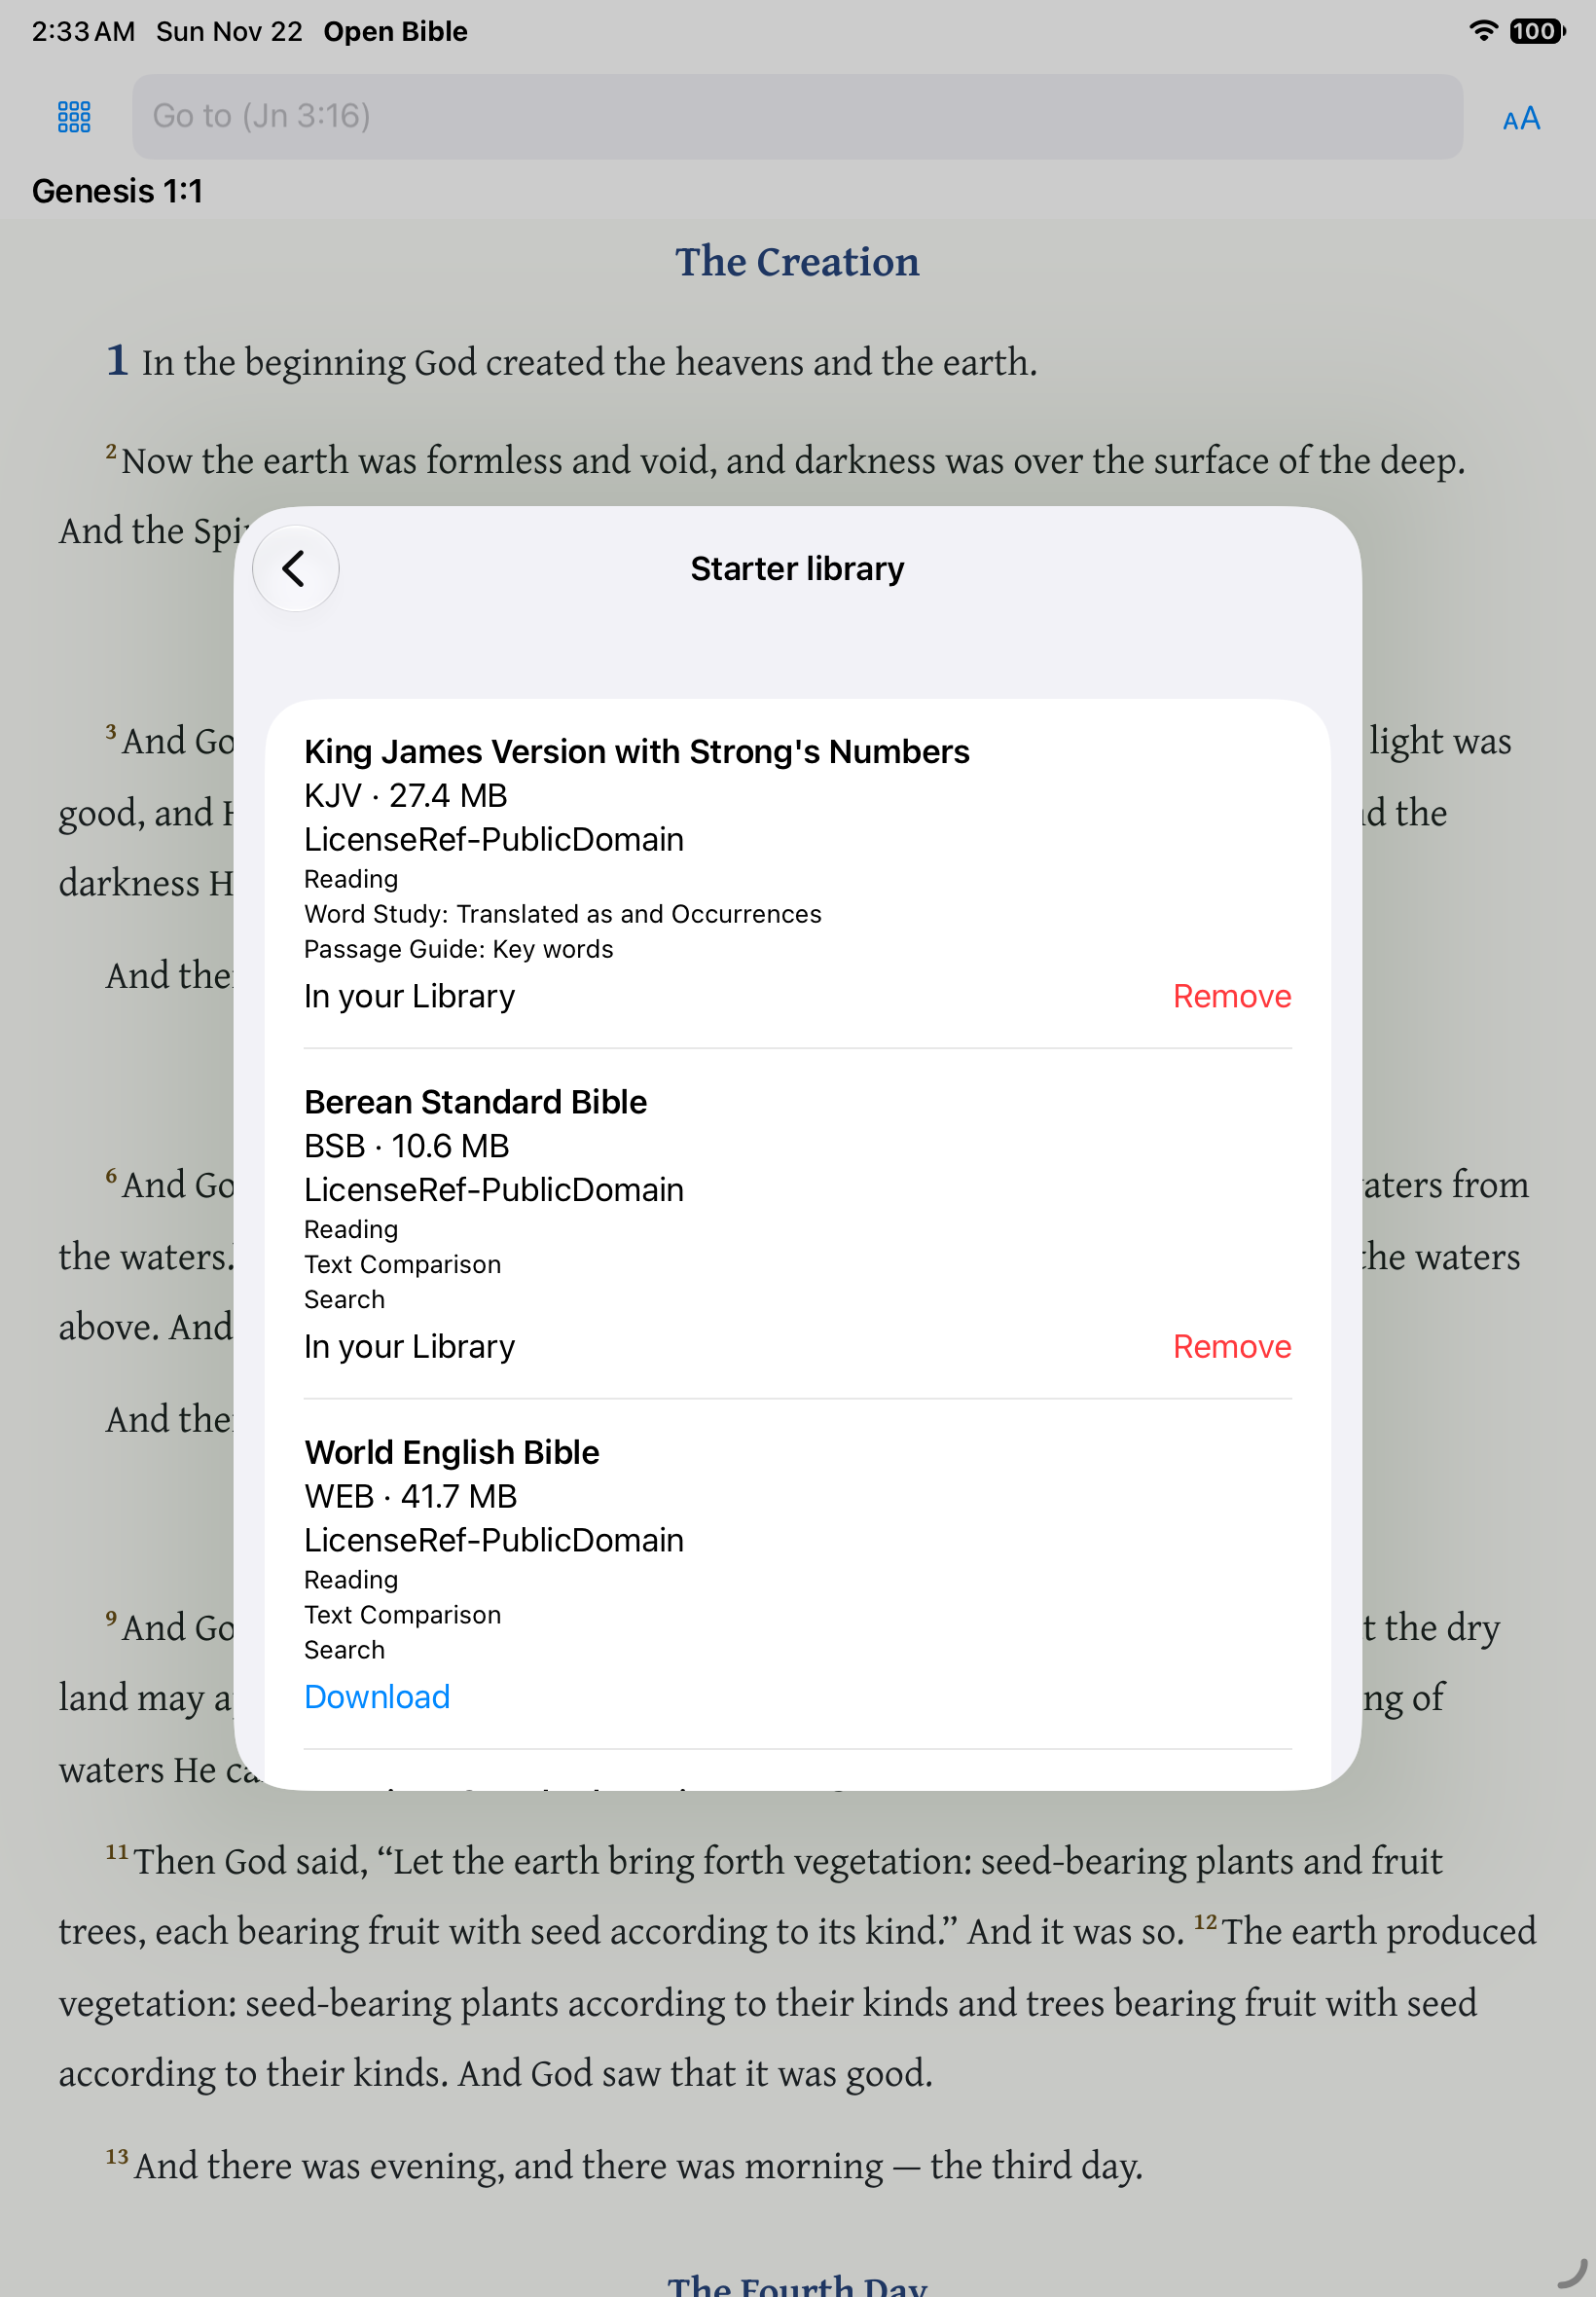 2:33 AM Sun Nov 22 Open Bible 100
Go to (Jn 3:16)
AA
Genesis 1:1
The Creation
1 In the beginning God created the heavens and the earth.
2 Now the earth was formless and void, and darkness was over the surface of the deep.
And the
Starter library
3 And light was
good, and the
darkness
And
King James Version with Strong's Numbers
KJV · 27.4 MB
LicenseRef-PublicDomain
Reading
Word Study: Translated as and Occurrences
Passage Guide: Key words
In your Library Remove
Berean Standard Bible
BSB · 10.6 MB
LicenseRef-PublicDomain
Reading
Text Comparison
Search
In your Library Remove
World English Bible
WEB · 41.7 MB
LicenseRef-PublicDomain
Reading
Text Comparison
Search
Download
6 And from
the waters. the waters
above. And
And
9 And the dry
land may of
waters He
11 Then God said, “Let the earth bring forth vegetation: seed-bearing plants and fruit
trees, each bearing fruit with seed according to its kind.” And it was so. 12 The earth produced
vegetation: seed-bearing plants according to their kinds and trees bearing fruit with seed
according to their kinds. And God saw that it was good.
13 And there was evening, and there was morning — the third day.
The Fourth Day